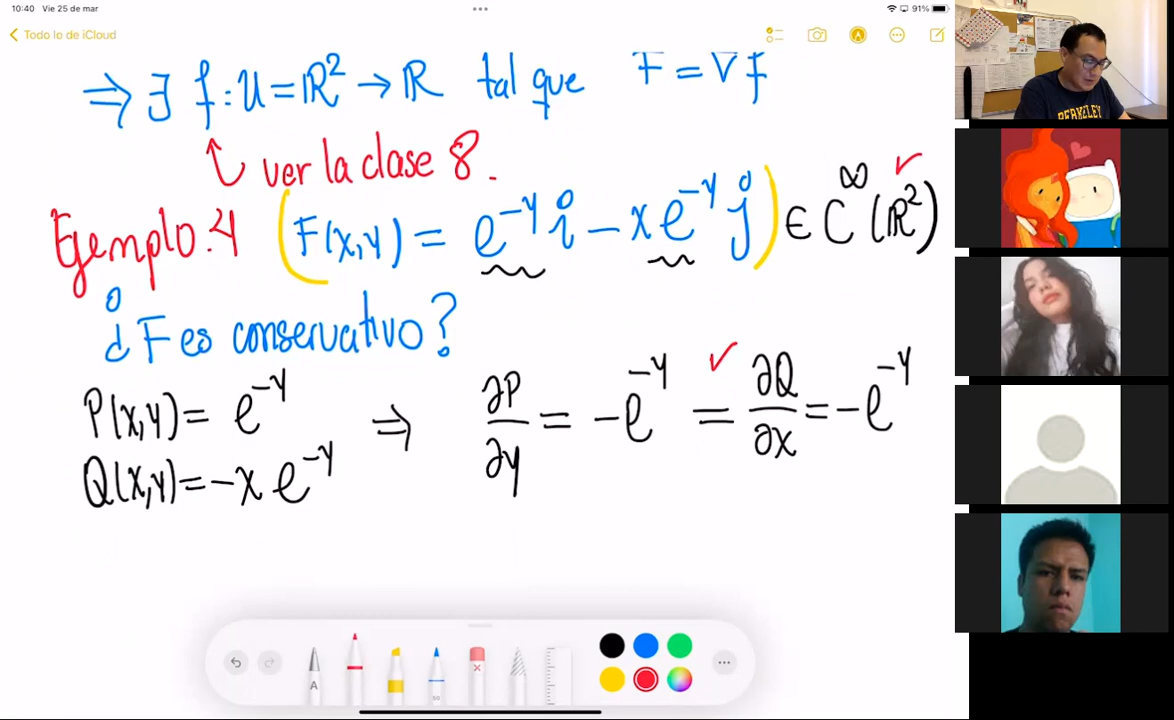 10:40 Vie 25 de mar
91%
Todo lo de iCloud
⇒ ∃ f: U = ℝ² → ℝ tal que F = ∇f
ver la clase 8.
Ejemplo.4 (F(x,y) = e^{-y} i - x e^{-y} j) ∈ C^∞(ℝ²) ✓
¿F es conservativo?
P(x,y) = e^{-y} ⇒ ∂P/∂y = -e^{-y} = ✓ ∂Q/∂x = -e^{-y}
Q(x,y) = -x e^{-y}
A
50
BERKELEY